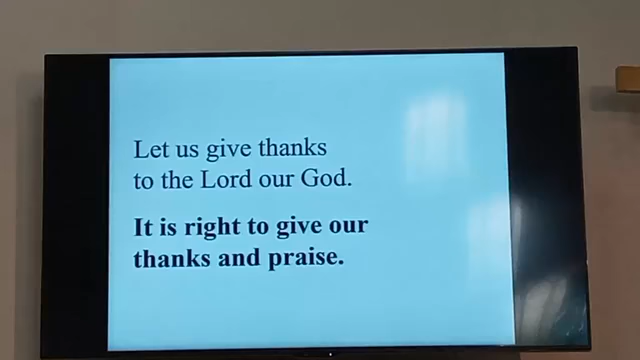 Let us give thanks
to the Lord our God.
It is right to give our
thanks and praise.